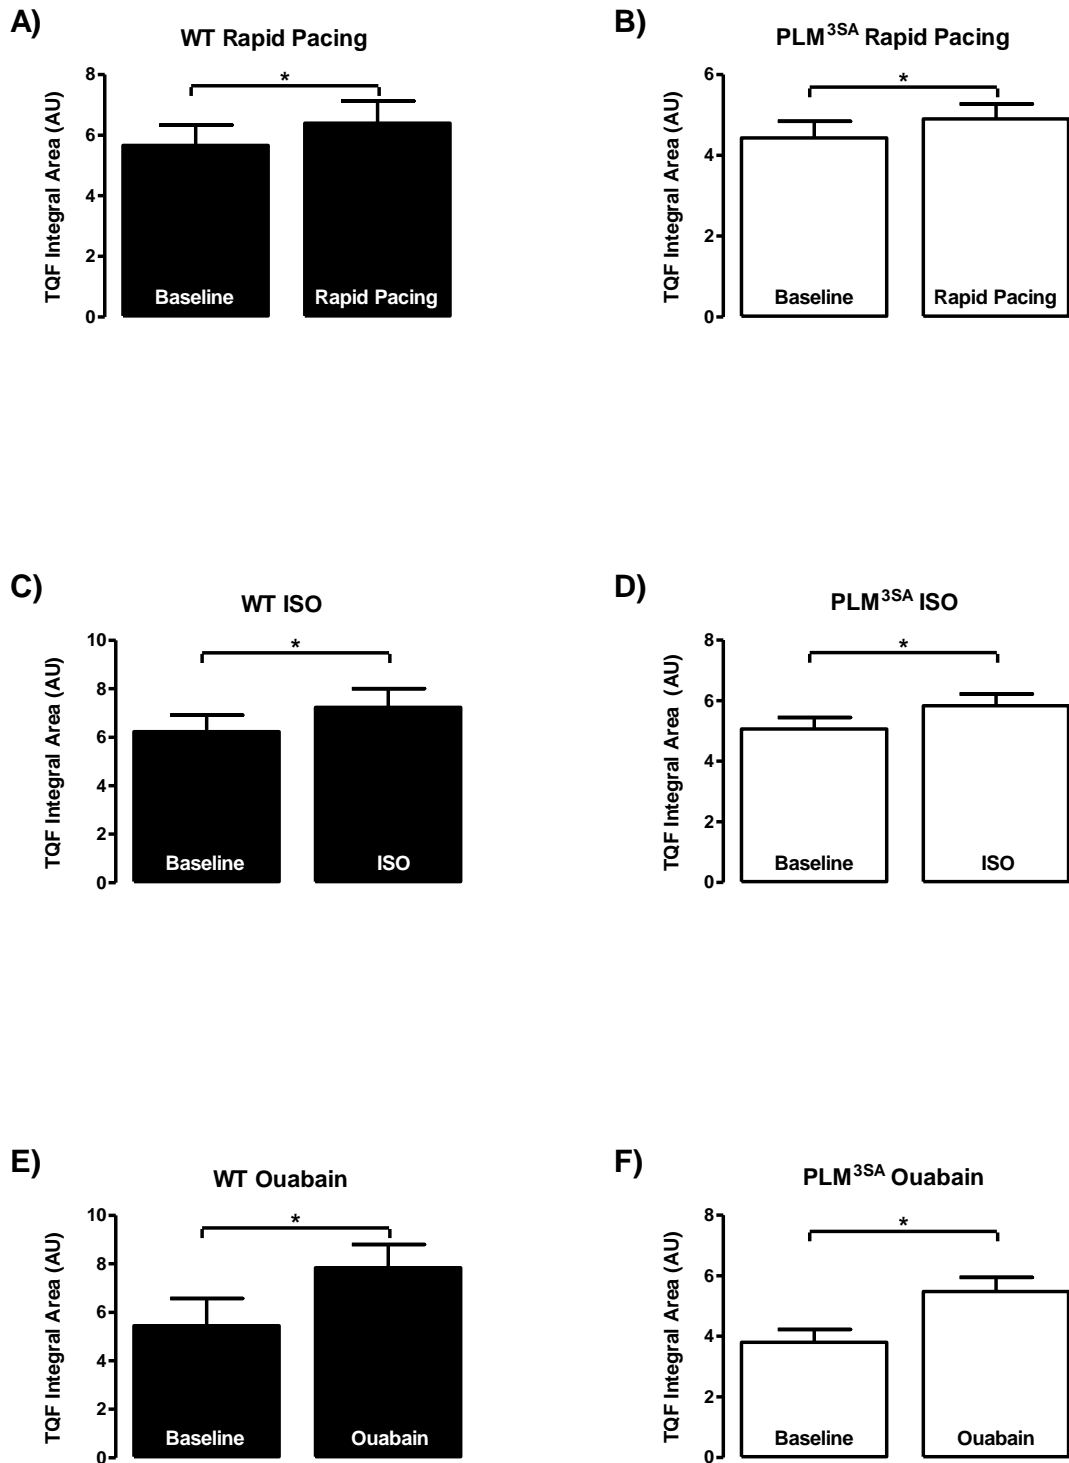 A)
WT Rapid Pacing
TQF Integral Area (AU)
8
6
4
2
0
*
Baseline
Rapid Pacing
B)
PLM3SA Rapid Pacing
TQF Integral Area (AU)
6
4
2
0
*
Baseline
Rapid Pacing
C)
WT ISO
TQF Integral Area (AU)
10
8
6
4
2
0
*
Baseline
ISO
D)
PLM3SA ISO
TQF Integral Area (AU)
8
6
4
2
0
*
Baseline
ISO
E)
WT Ouabain
TQF Integral Area (AU)
10
8
6
4
2
0
*
Baseline
Ouabain
F)
PLM3SA Ouabain
TQF Integral Area (AU)
8
6
4
2
0
*
Baseline
Ouabain